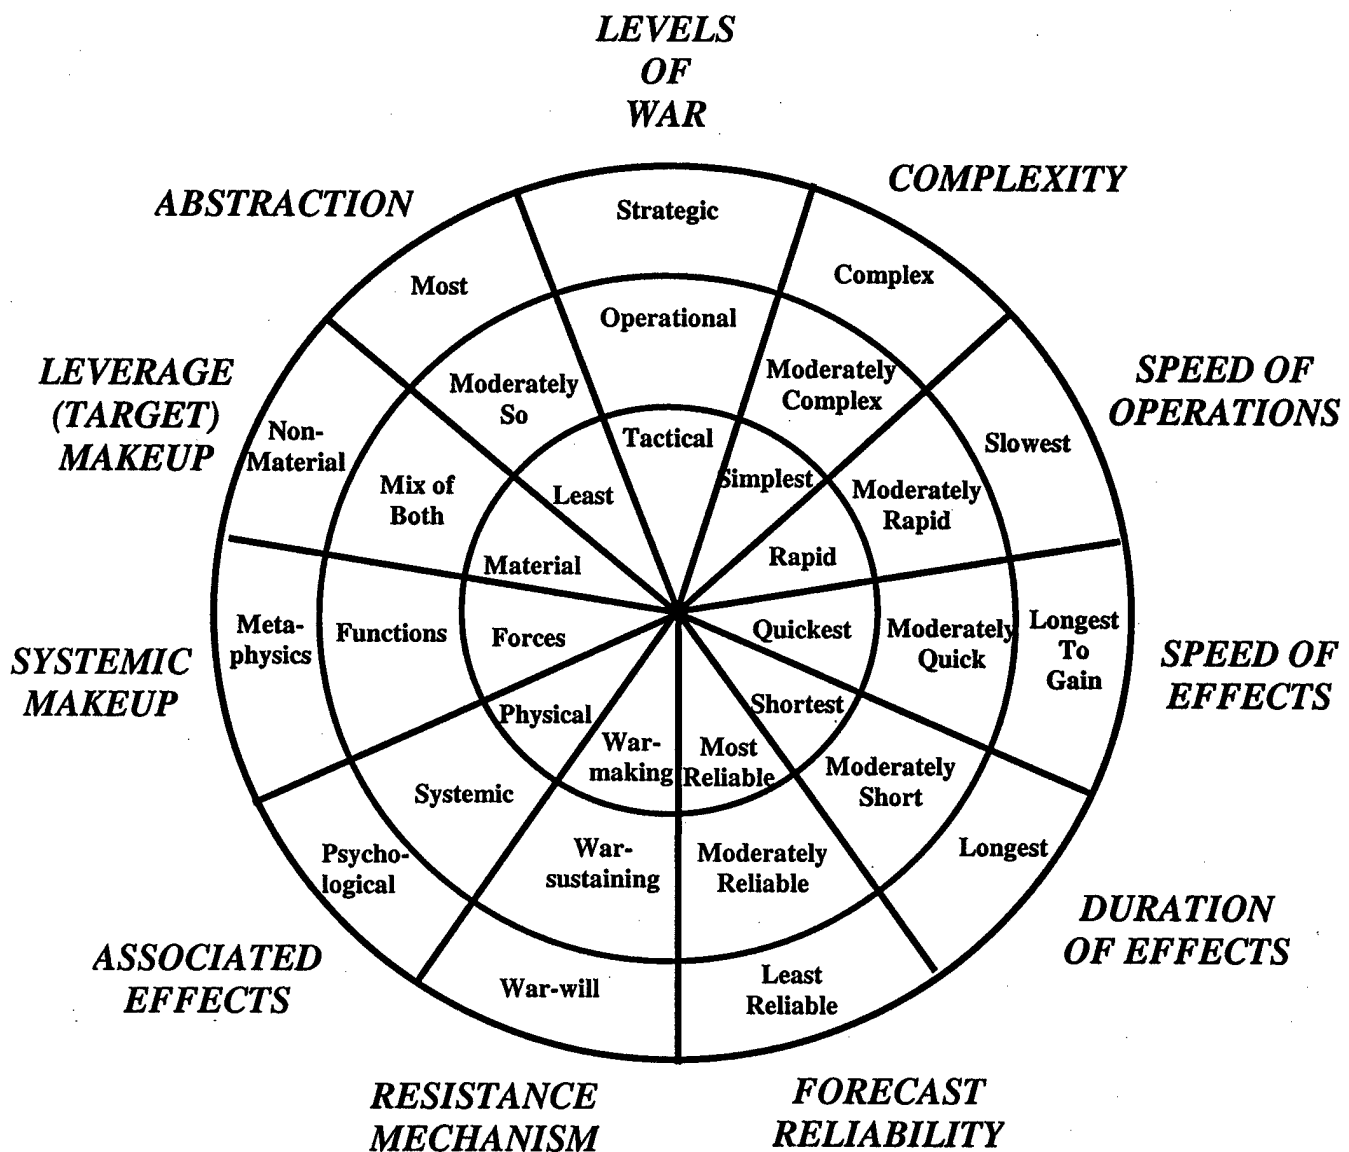 LEVELS
OF
WAR
COMPLEXITY
ABSTRACTION
Strategic
Complex
Most
Operational
SPEED OF
OPERATIONS
LEVERAGE
(TARGET)
MAKEUP
Moderately
Complex
Moderately
So
Non-
Material
Tactical
Slowest
Simplest
Mix of
Both
Least
Moderately
Rapid
Rapid
Material
Meta-
physics
Functions
Forces
Quickest
Moderately
Quick
Longest
To
Gain
SYSTEMIC
MAKEUP
SPEED OF
EFFECTS
Physical
Shortest
War-
making
Most
Reliable
Systemic
Moderately
Short
Psycho-
logical
War-
sustaining
Moderately
Reliable
Longest
DURATION
OF EFFECTS
ASSOCIATED
EFFECTS
War-will
Least
Reliable
RESISTANCE
MECHANISM
FORECAST
RELIABILITY